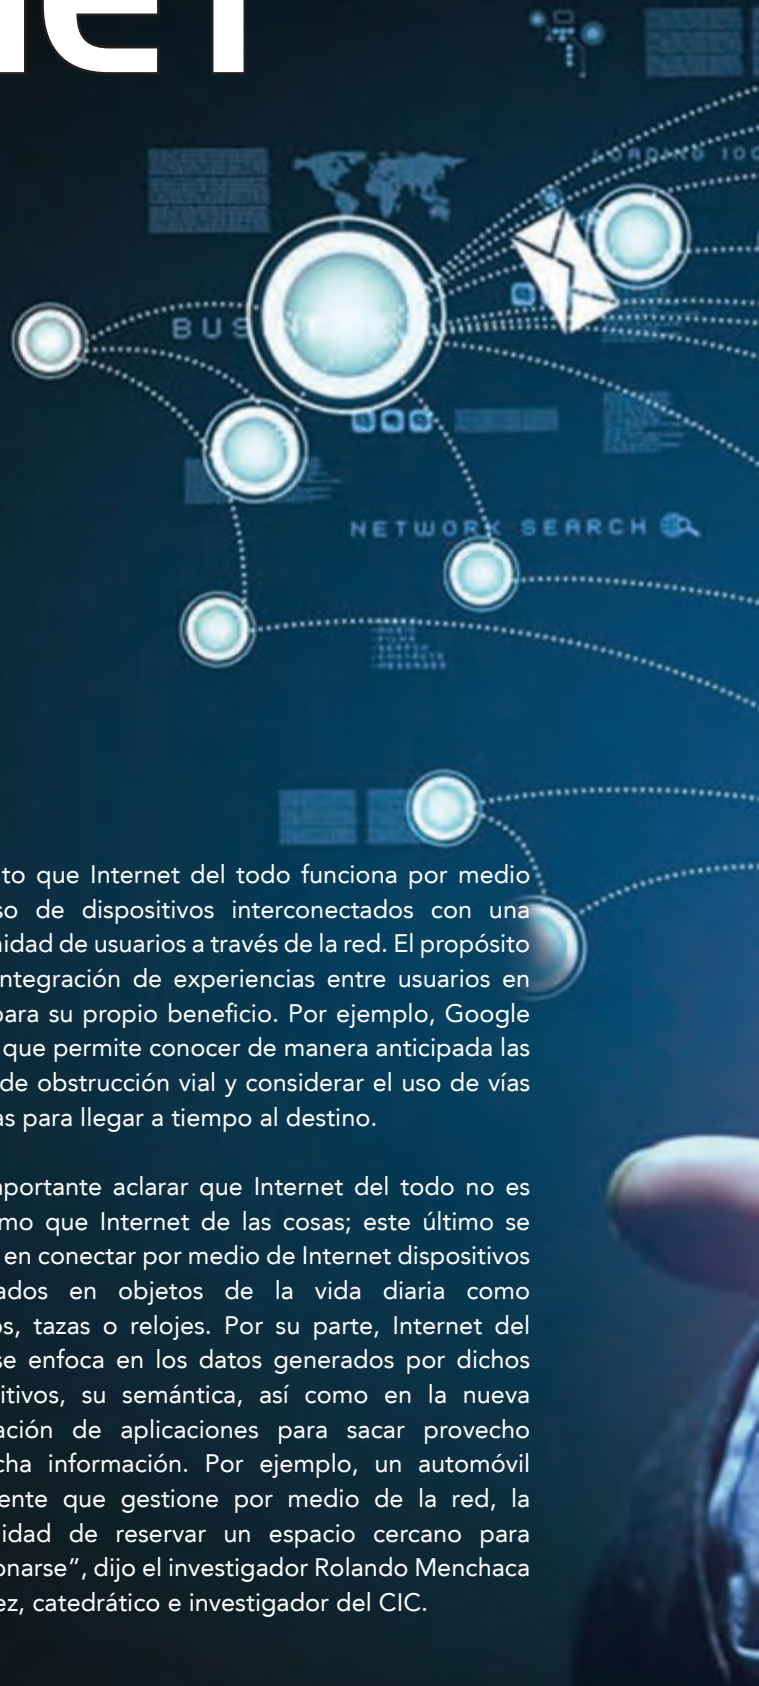 NET
LOADING 100
BUS
NETWORK SEARCH
to que Internet del todo funciona por medio
so de dispositivos interconectados con una
nidad de usuarios a través de la red. El propósito
ntegración de experiencias entre usuarios en
para su propio beneficio. Por ejemplo, Google
que permite conocer de manera anticipada las
de obstrucción vial y considerar el uso de vías
as para llegar a tiempo al destino.
mportante aclarar que Internet del todo no es
mo que Internet de las cosas; este último se
en conectar por medio de Internet dispositivos
ados en objetos de la vida diaria como
os, tazas o relojes. Por su parte, Internet del
se enfoca en los datos generados por dichos
itivos, su semántica, así como en la nueva
ación de aplicaciones para sacar provecho
cha información. Por ejemplo, un automóvil
ente que gestione por medio de la red, la
idad de reservar un espacio cercano para
onarse”, dijo el investigador Rolando Menchaca
ez, catedrático e investigador del CIC.